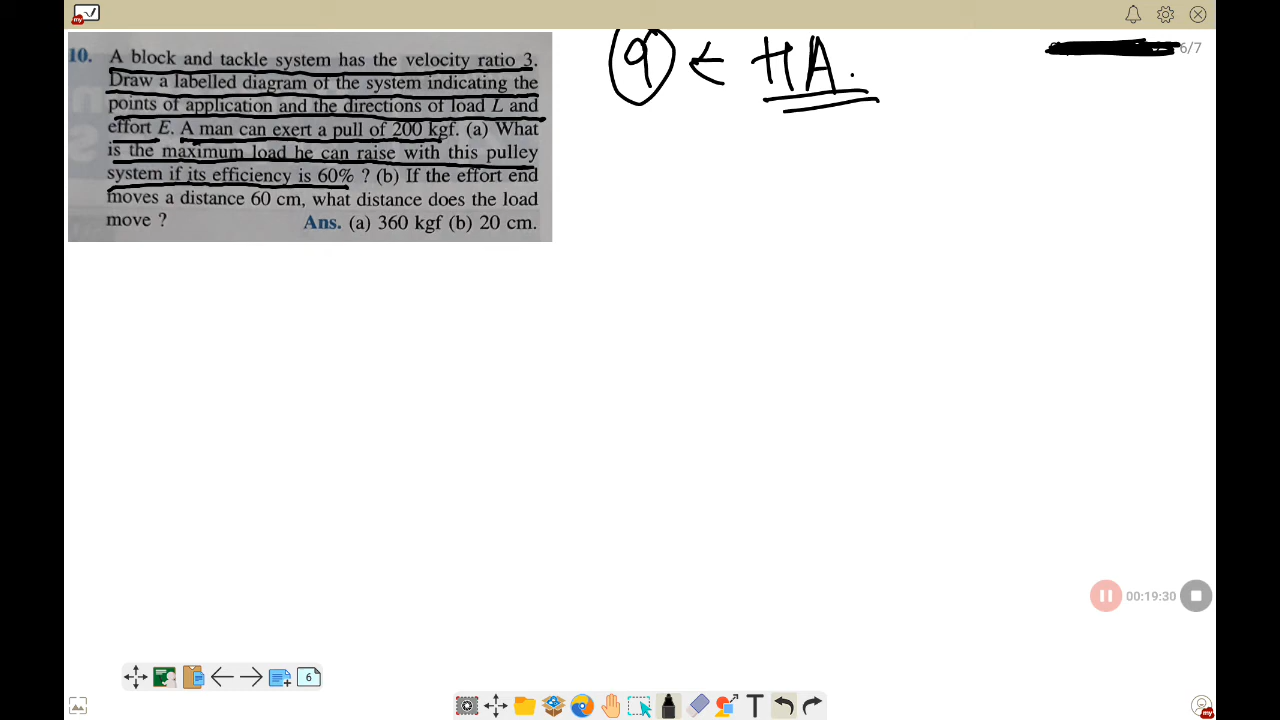 10. A block and tackle system has the velocity ratio 3.
Draw a labelled diagram of the system indicating the
points of application and the directions of load L and
effort E. A man can exert a pull of 200 kgf. (a) What
is the maximum load he can raise with this pulley
system if its efficiency is 60% ? (b) If the effort end
moves a distance 60 cm, what distance does the load
move ? Ans. (a) 360 kgf (b) 20 cm.
9 ← HA.
6/7
00:19:30
6
T
my
my